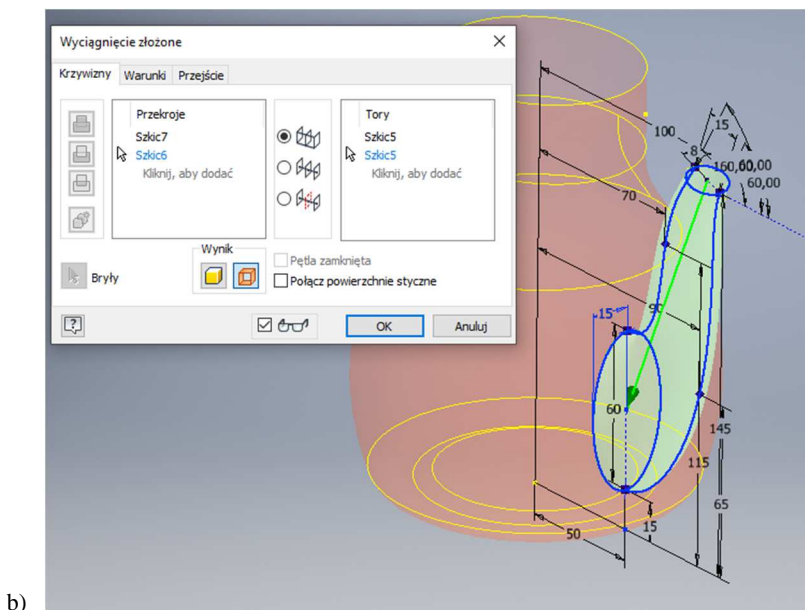 Wyciągnięcie złożone
Krzywizny Warunki Przejście
Przekroje
Szkic7
Szkic6
Kliknij, aby dodać
Tory
Szkic5
Szkic5
Kliknij, aby dodać
Bryły
Wynik
Pętla zamknięta
Połącz powierzchnie styczne
OK Anuluj
100
15
8
60,00
60,00
70
90
15
60
145
115
65
15
50
b)